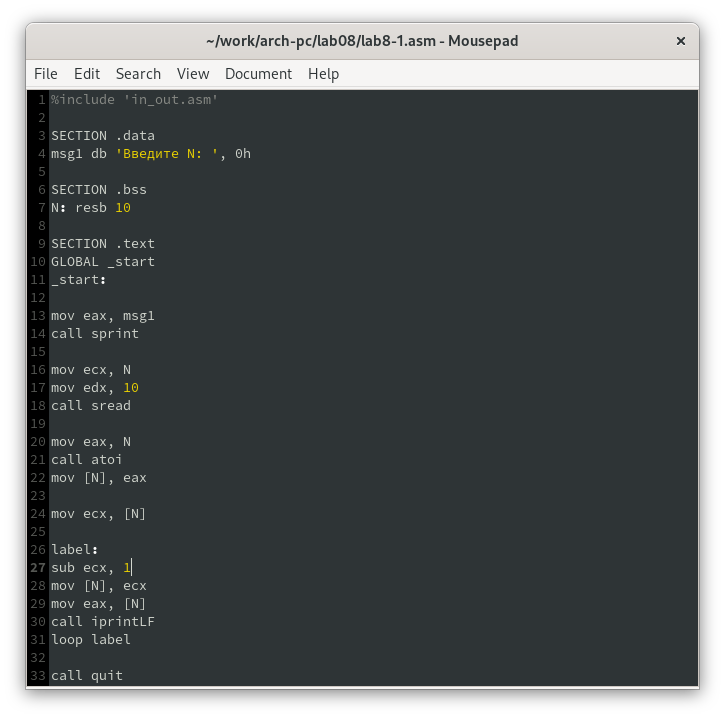 ~/work/arch-pc/lab08/lab8-1.asm - Mousepad ×
File Edit Search View Document Help
1 %include 'in_out.asm'
2
3 SECTION .data
4 msg1 db 'Введите N: ', 0h
5
6 SECTION .bss
7 N: resb 10
8
9 SECTION .text
10 GLOBAL _start
11 _start:
12
13 mov eax, msg1
14 call sprint
15
16 mov ecx, N
17 mov edx, 10
18 call sread
19
20 mov eax, N
21 call atoi
22 mov [N], eax
23
24 mov ecx, [N]
25
26 label:
27 sub ecx, 1
28 mov [N], ecx
29 mov eax, [N]
30 call iprintLF
31 loop label
32
33 call quit